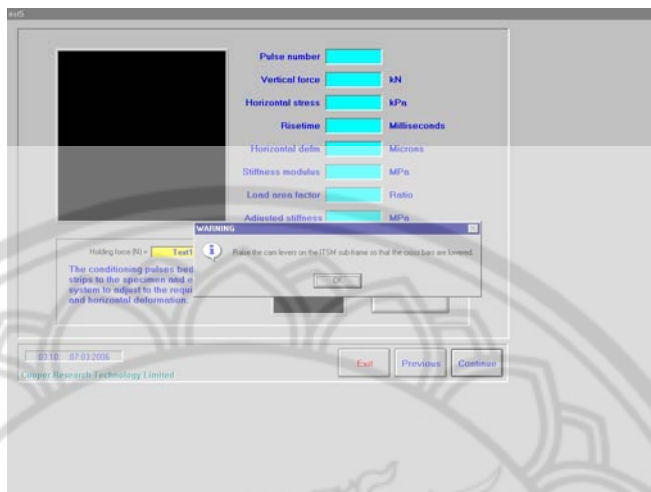 Pulse number
Vertical force kN
Horizontal stress kPa
Risetime Milliseconds
Horizontal defm Microns
Stiffness modulus MPa
Load area factor Ratio
Adjusted stiffness MPa
WARNING
Raise the cam levers on the ITSM sub-frame so that the cross bars are lowered.
OK
Holding force (N) = Text1
The conditioning pulses bed
strips to the specimen and e
system to adjust to the requi
and horizontal deformation.
03:10: 07:03:2006
Cooper Research Technology Limited
Exit Previous Continue